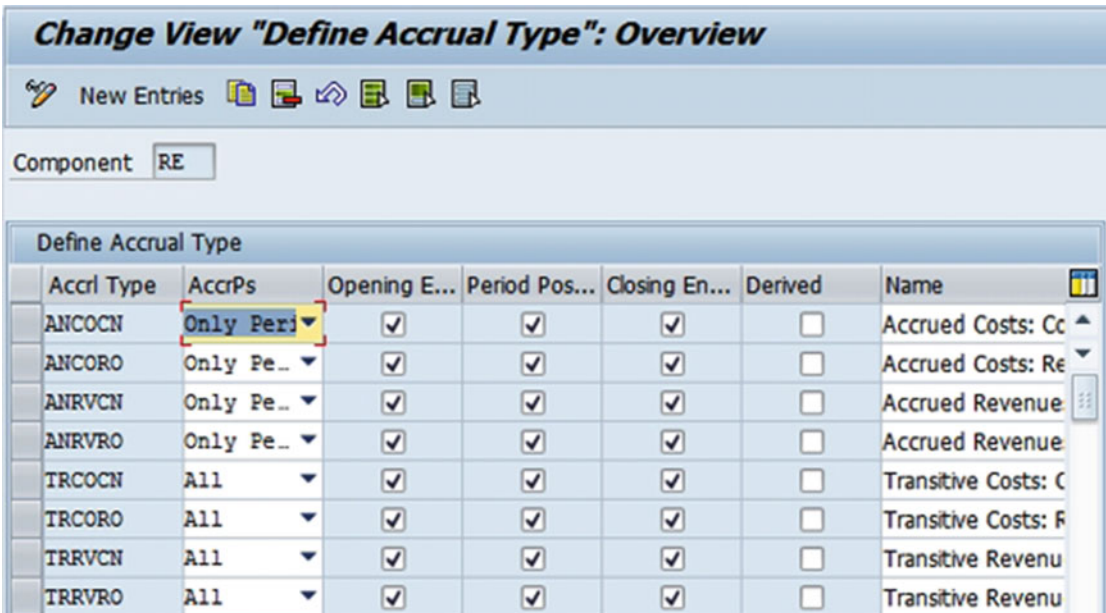 Change View "Define Accrual Type": Overview
New Entries
Component RE
Define Accrual Type
Accrl Type AccrPs Opening E... Period Pos... Closing En... Derived Name
ANCOCN Only Peri Accrued Costs: Co
ANCORO Only Pe… Accrued Costs: Re
ANRVCN Only Pe… Accrued Revenue:
ANRVRO Only Pe… Accrued Revenue:
TRCOCN All Transitive Costs: C
TRCORO All Transitive Costs: R
TRRVCN All Transitive Revenu
TRRVRO All Transitive Revenu